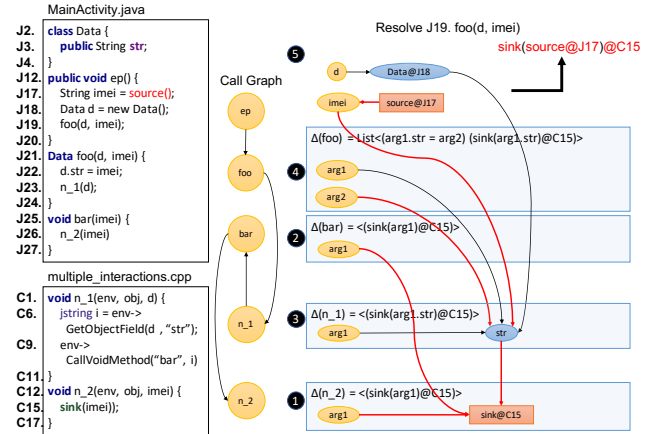 MainActivity.java
J2. class Data {
J3. public String str;
J4. }
J12. public void ep() {
J17. String imei = source();
J18. Data d = new Data();
J19. foo(d, imei);
J20. }
J21. Data foo(d, imei) {
J22. d.str = imei;
J23. n_1(d);
J24. }
J25. void bar(imei) {
J26. n_2(imei)
J27. }
multiple_interactions.cpp
C1. void n_1(env, obj, d) {
C6. jstring i = env->
GetObjectField(d , “str”);
C9. env->
CallVoidMethod(“bar”, i)
C11. }
C12. void n_2(env, obj, imei) {
C15. sink(imei));
C17. }
Call Graph
ep
foo
bar
n_1
n_2
Resolve J19. foo(d, imei)
sink(source@J17)@C15
5
d
Data@J18
imei
source@J17
Δ(foo) = List<(arg1.str = arg2) (sink(arg1.str)@C15)>
4
arg1
arg2
Δ(bar) = <(sink(arg1)@C15)>
2
arg1
Δ(n_1) = <(sink(arg1.str)@C15)>
3
arg1
str
Δ(n_2) = <(sink(arg1)@C15)>
1
arg1
sink@C15